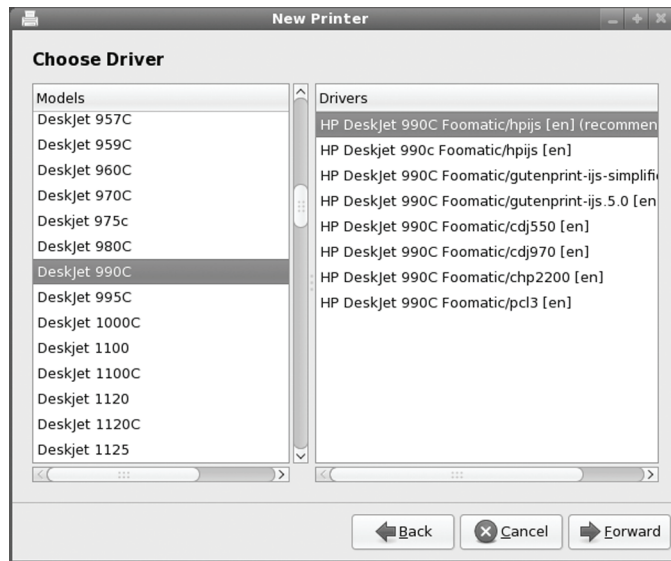 New Printer
Choose Driver
Models
DeskJet 957C
DeskJet 959C
DeskJet 960C
DeskJet 970C
Deskjet 975c
DeskJet 980C
DeskJet 990C
DeskJet 995C
DeskJet 1000C
Deskjet 1100
DeskJet 1100C
Deskjet 1120
DeskJet 1120C
Deskjet 1125
Drivers
HP DeskJet 990C Foomatic/hpijs [en] (recommen
HP Deskjet 990c Foomatic/hpijs [en]
HP DeskJet 990C Foomatic/gutenprint-ijs-simplifi
HP DeskJet 990C Foomatic/gutenprint-ijs.5.0 [en
HP DeskJet 990C Foomatic/cdj550 [en]
HP DeskJet 990C Foomatic/cdj970 [en]
HP DeskJet 990C Foomatic/chp2200 [en]
HP DeskJet 990C Foomatic/pcl3 [en]
Back
Cancel
Forward